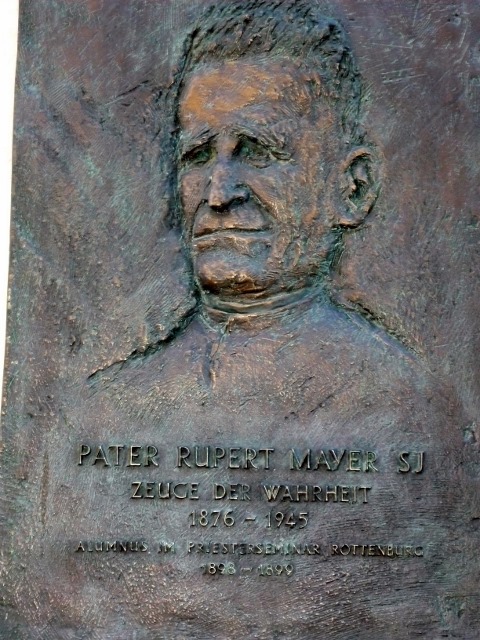 PATER RUPERT MAYER SJ
ZEUGE DER WAHRHEIT
1876 – 1945
ALUMNUS IM PRIESTERSEMINAR ROTTENBURG
1898 – 1899